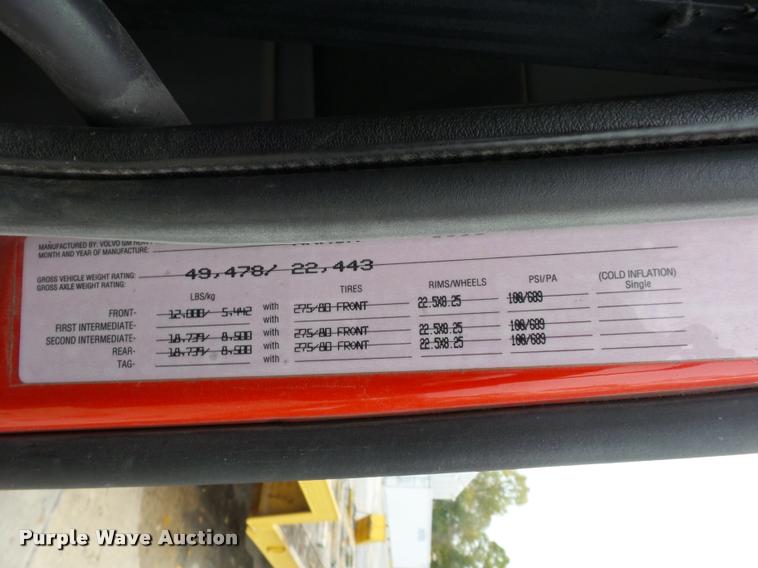 MANUFACTURED BY: VOLVO GM HEAVY
MONTH AND YEAR OF MANUFACTURE:
GROSS VEHICLE WEIGHT RATING: 49,478/ 22,443
GROSS AXLE WEIGHT RATING:
LBS/kg TIRES RIMS/WHEELS PSI/PA (COLD INFLATION) Single
FRONT- 12,000/ 5,442 with 275/80 FRONT 22.5X8.25 100/689
FIRST INTERMEDIATE- with
SECOND INTERMEDIATE- 18,739/ 8,500 with 275/80 FRONT 22.5X8.25 100/689
REAR- 18,739/ 8,500 with 275/80 FRONT 22.5X8.25 100/689
TAG- with
Purple Wave Auction®